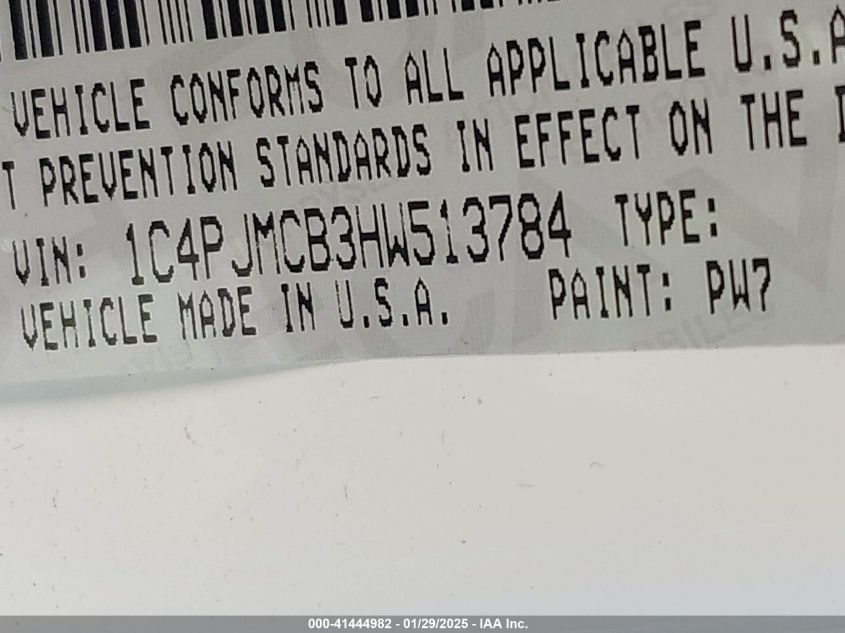 VEHICLE CONFORMS TO ALL APPLICABLE U.S.A
T PREVENTION STANDARDS IN EFFECT ON THE
VIN: 1C4PJMCB3HW513784 TYPE:
VEHICLE MADE IN U.S.A. PAINT: PW7
000-41444982 - 01/29/2025 - IAA Inc.